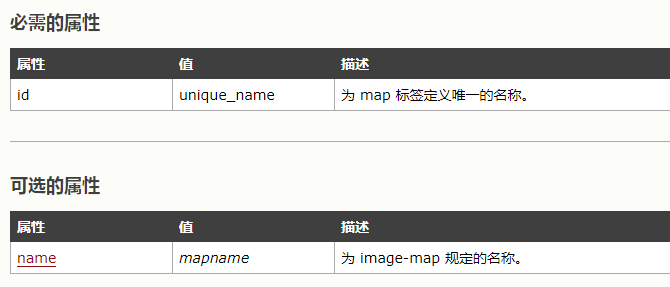 必需的属性
属性 值 描述
id unique_name 为 map 标签定义唯一的名称。
可选的属性
属性 值 描述
name mapname 为 image-map 规定的名称。